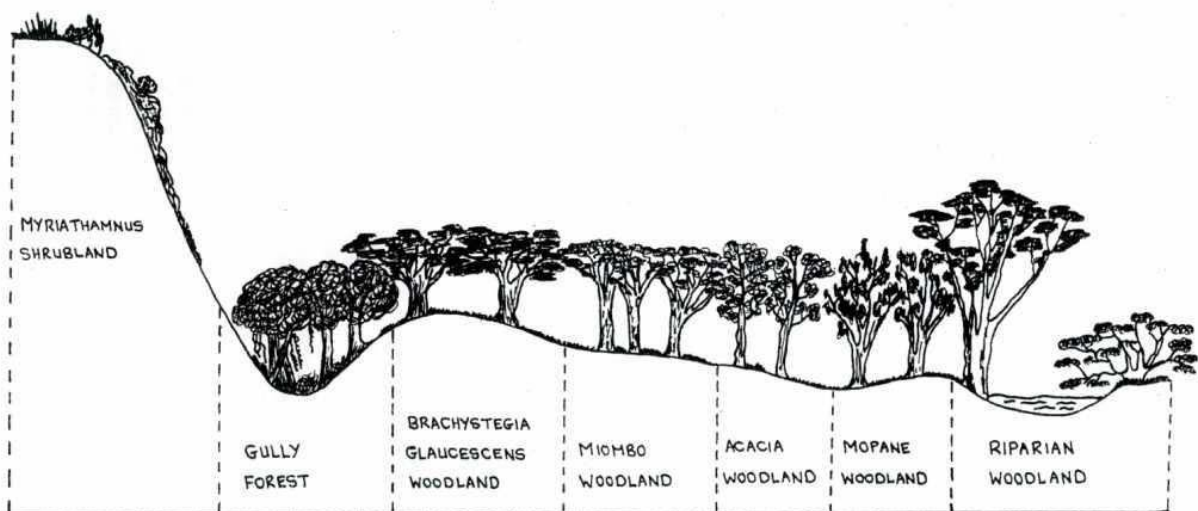 MYRIATHAMNUS
SHRUBLAND
GULLY
FOREST
BRACHYSTEGIA
GLAUCESCENS
WOODLAND
MIOMBO
WOODLAND
ACACIA
WOODLAND
MOPANE
WOODLAND
RIPARIAN
WOODLAND